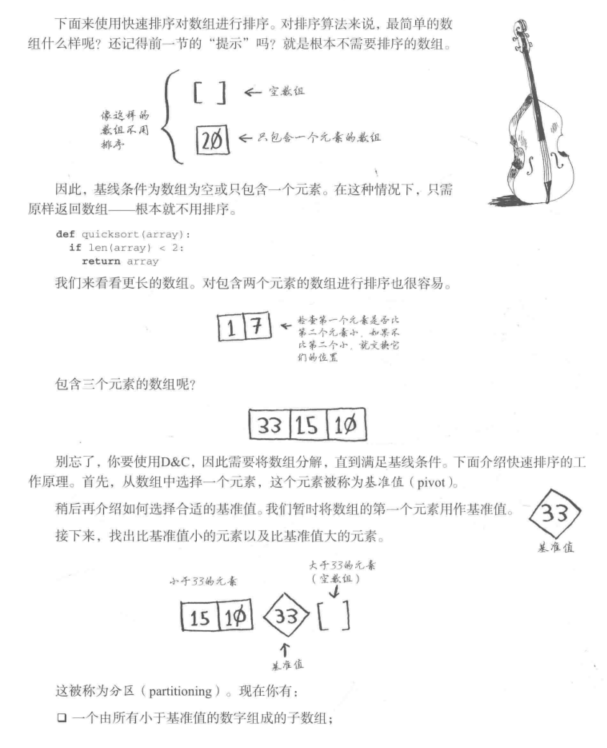 下面来使用快速排序对数组进行排序。对排序算法来说，最简单的数
组什么样呢？还记得前一节的“提示”吗？就是根本不需要排序的数组。
[ ] ← 空数组
像这样的
数组不用
排序
20 ← 只包含一个元素的数组
因此，基线条件为数组为空或只包含一个元素。在这种情况下，只需
原样返回数组——根本就不用排序。
def quicksort(array):
  if len(array) < 2:
    return array
我们来看看更长的数组。对包含两个元素的数组进行排序也很容易。
1 7 ← 检查第一个元素是否比
第二个元素小，如果不
比第二个小，就交换它
们的位置
包含三个元素的数组呢？
33 15 10
别忘了，你要使用D&C，因此需要将数组分解，直到满足基线条件。下面介绍快速排序的工
作原理。首先，从数组中选择一个元素，这个元素被称为基准值（pivot）。
稍后再介绍如何选择合适的基准值。我们暂时将数组的第一个元素用作基准值。
33
基准值
接下来，找出比基准值小的元素以及比基准值大的元素。
小于33的元素
大于33的元素
（空数组）
15 10 33 [ ]
基准值
这被称为分区（partitioning）。现在你有：
❑ 一个由所有小于基准值的数字组成的子数组；